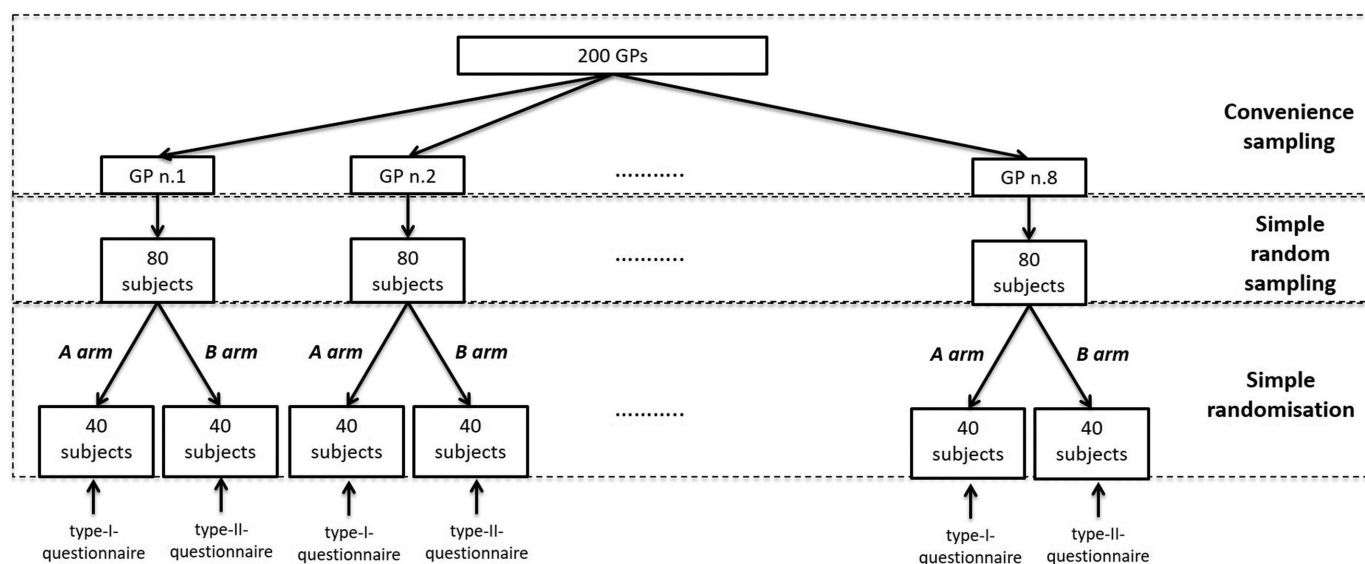 200 GPs
Convenience
sampling
GP n.1
GP n.2
...........
GP n.8
80
subjects
80
subjects
...........
80
subjects
Simple
random
sampling
A arm
B arm
A arm
B arm
A arm
B arm
40
subjects
40
subjects
40
subjects
40
subjects
...........
40
subjects
40
subjects
Simple
randomisation
type-I-
questionnaire
type-II-
questionnaire
type-I-
questionnaire
type-II-
questionnaire
type-I-
questionnaire
type-II-
questionnaire